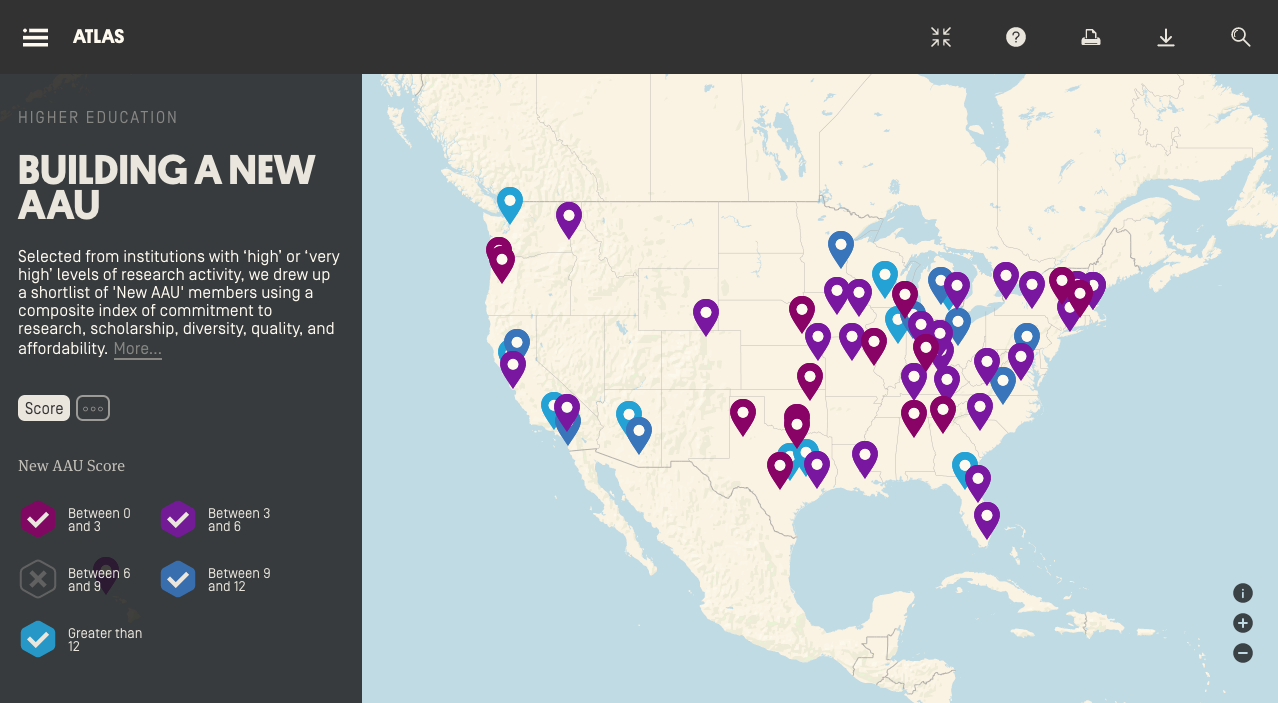 ATLAS
HIGHER EDUCATION
BUILDING A NEW
AAU
Selected from institutions with ‘high’ or ‘very
high’ levels of research activity, we drew up
a shortlist of 'New AAU' members using a
composite index of commitment to
research, scholarship, diversity, quality, and
affordability. More...
Score
New AAU Score
Between 0
and 3
Between 3
and 6
Between 6
and 9
Between 9
and 12
Greater than
12